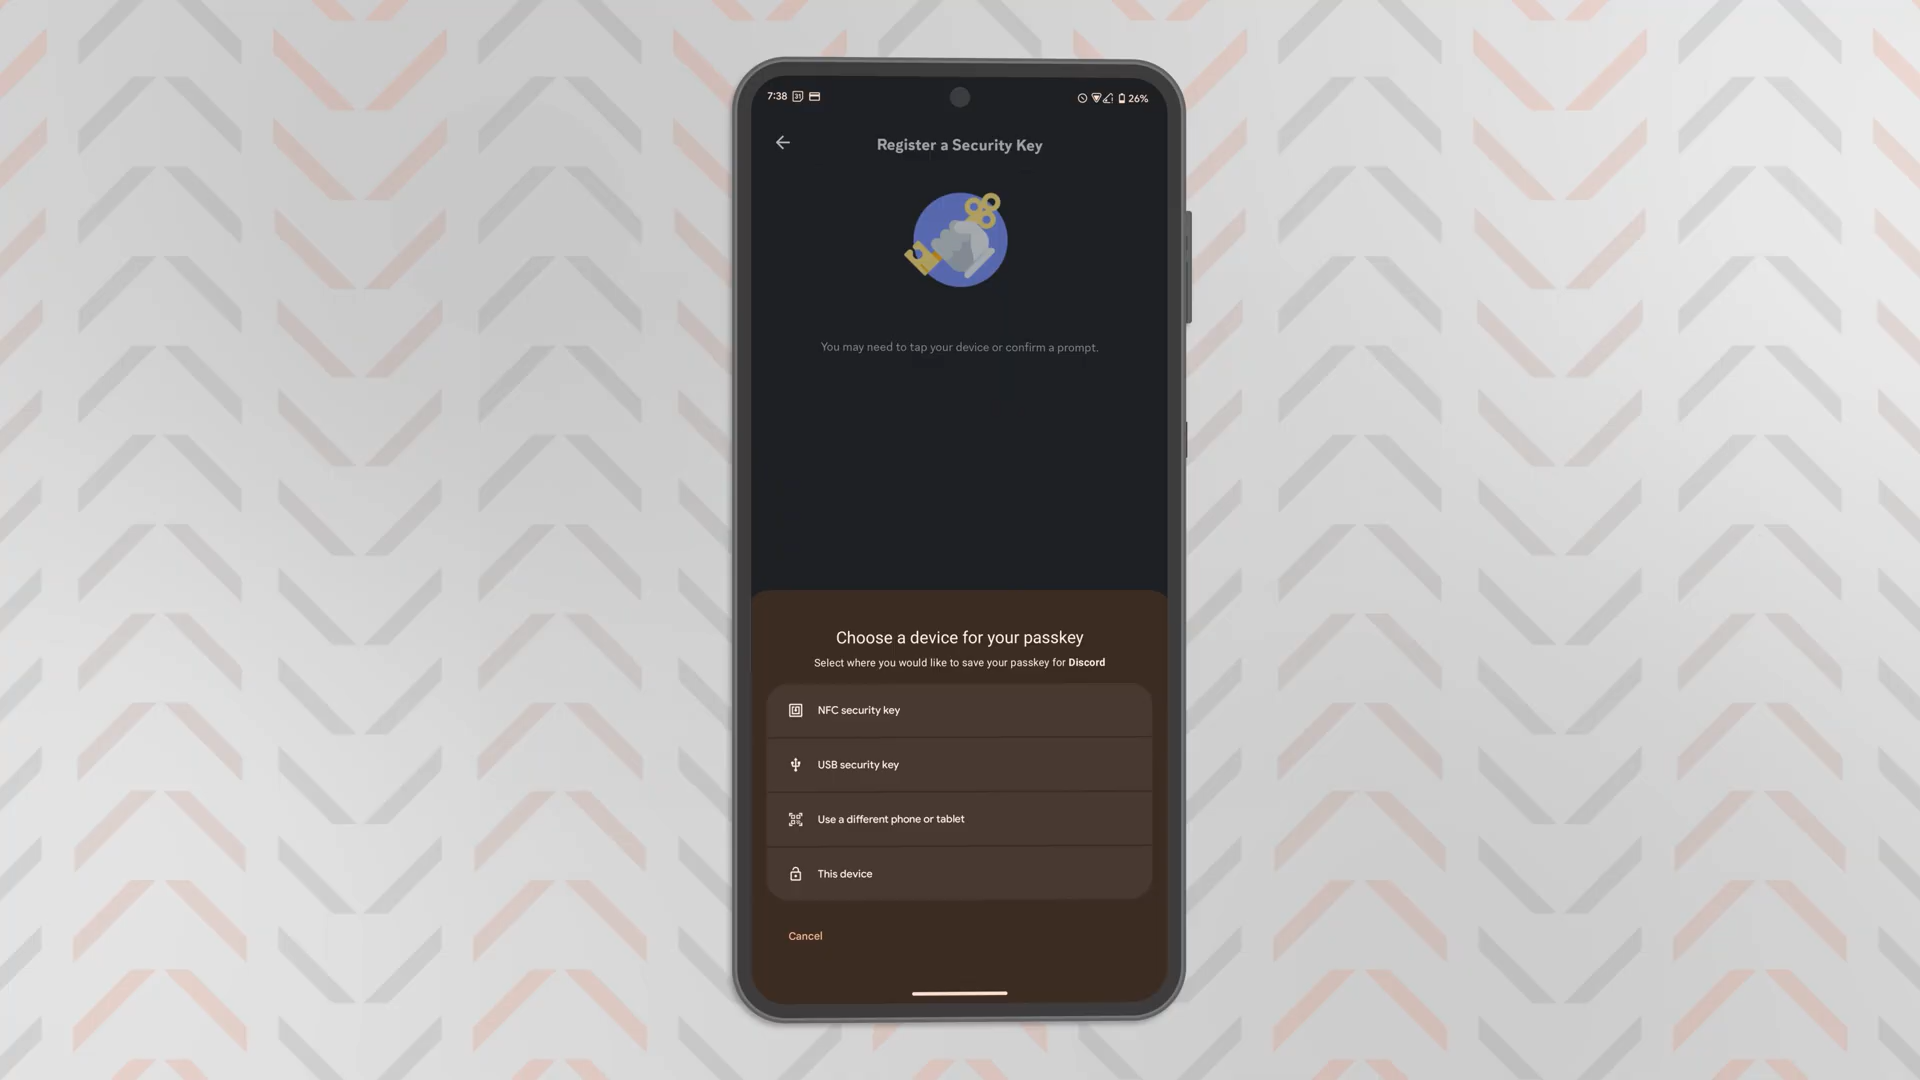 7:38 31 26%
Register a Security Key
You may need to tap your device or confirm a prompt.
Choose a device for your passkey
Select where you would like to save your passkey for Discord
NFC security key
USB security key
Use a different phone or tablet
This device
Cancel